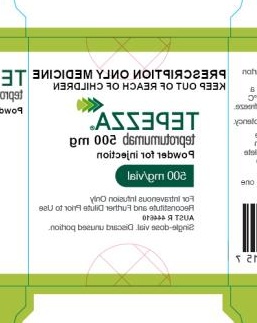 PRESCRIPTION ONLY MEDICINE
KEEP OUT OF REACH OF CHILDREN
TEPEZZA®
teprotumumab 500 mg
Powder for injection
500 mg/vial
For Intravenous Infusion Only
Reconstitute and Further Dilute Prior to Use
AUST R 444610
Single-dose vial. Discard unused portion.
TE
tepro
Powd